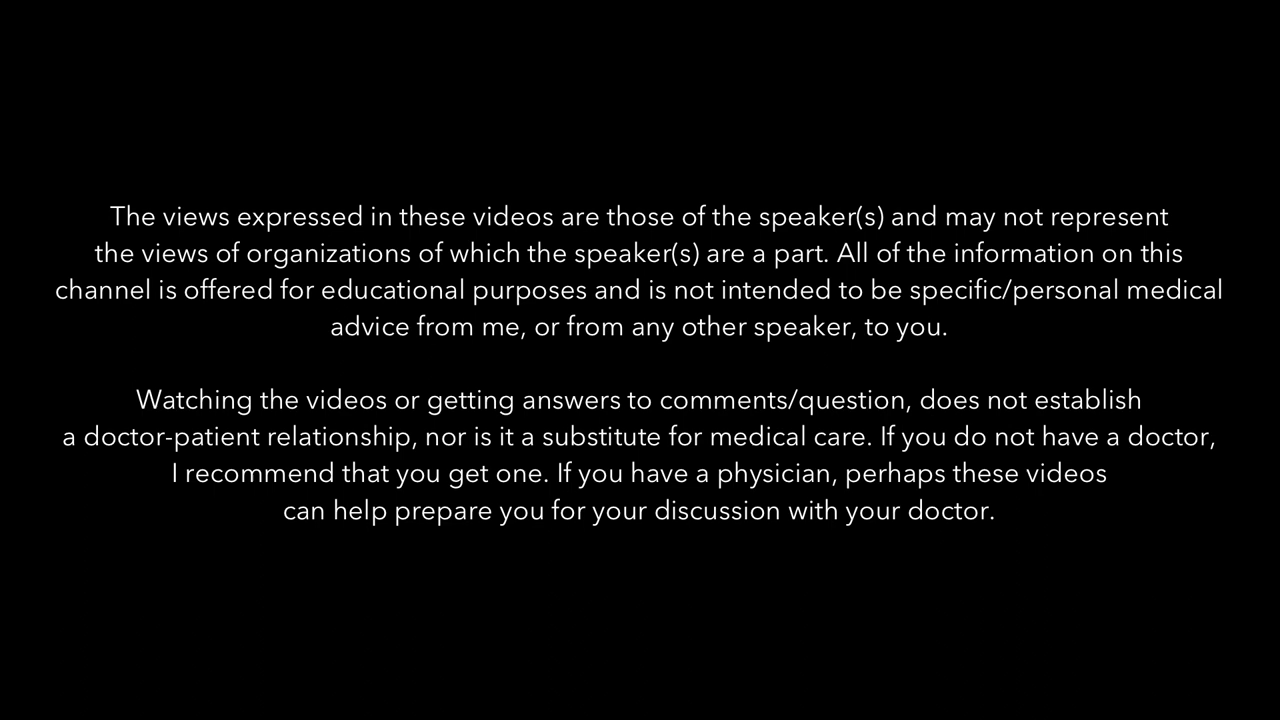 The views expressed in these videos are those of the speaker(s) and may not represent
the views of organizations of which the speaker(s) are a part. All of the information on this
channel is offered for educational purposes and is not intended to be specific/personal medical
advice from me, or from any other speaker, to you.
Watching the videos or getting answers to comments/question, does not establish
a doctor-patient relationship, nor is it a substitute for medical care. If you do not have a doctor,
I recommend that you get one. If you have a physician, perhaps these videos
can help prepare you for your discussion with your doctor.